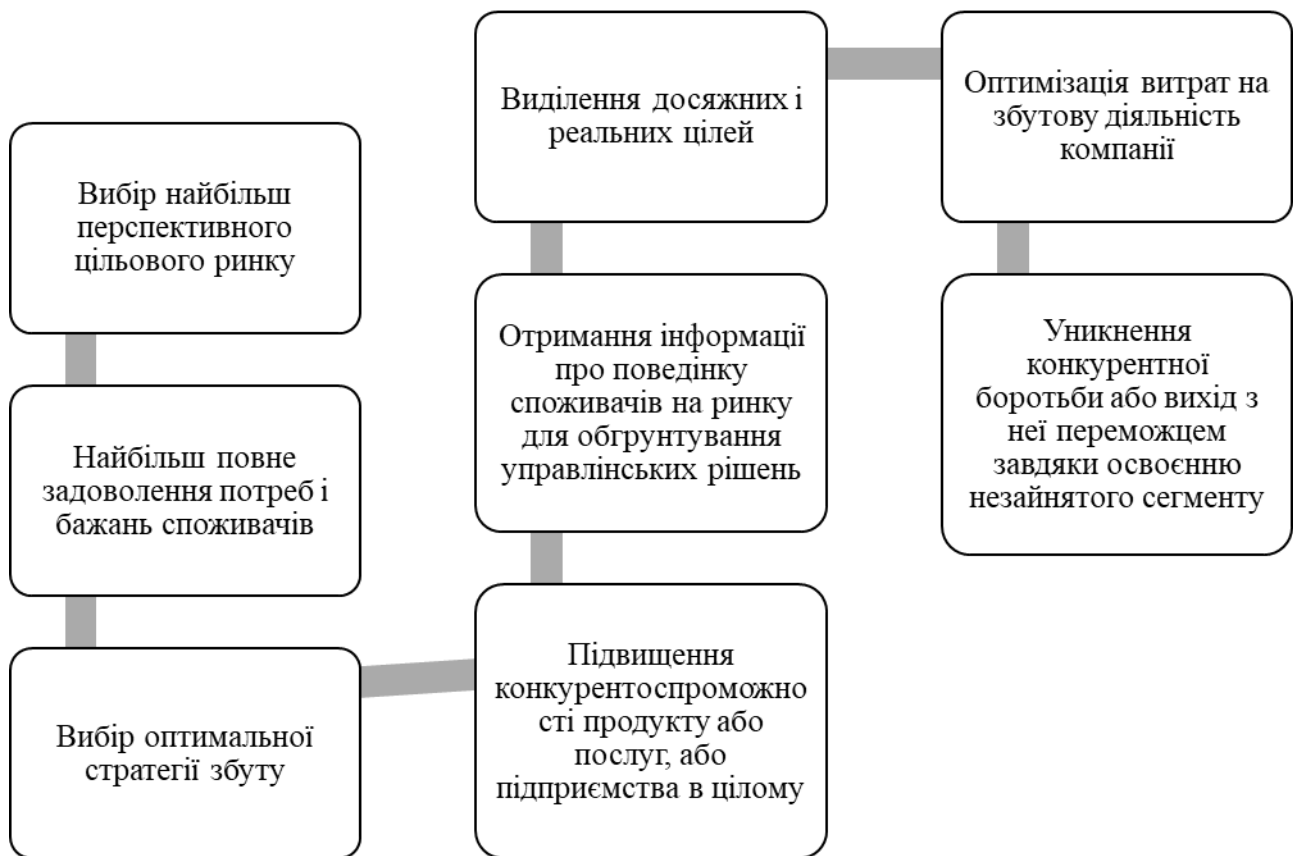 Вибір найбільш
перспективного
цільового ринку
Найбільш повне
задоволення потреб і
бажань споживачів
Вибір оптимальної
стратегії збуту
Підвищення
конкурентоспроможно
сті продукту або
послуг, або
підприємства в цілому
Отримання інформації
про поведінку
споживачів на ринку
для обгрунтування
управлінських рішень
Виділення досяжних і
реальних цілей
Оптимізація витрат на
збутову діяльність
компанії
Уникнення
конкурентної
боротьби або вихід з
неї переможцем
завдяки освоєнню
незайнятого сегменту